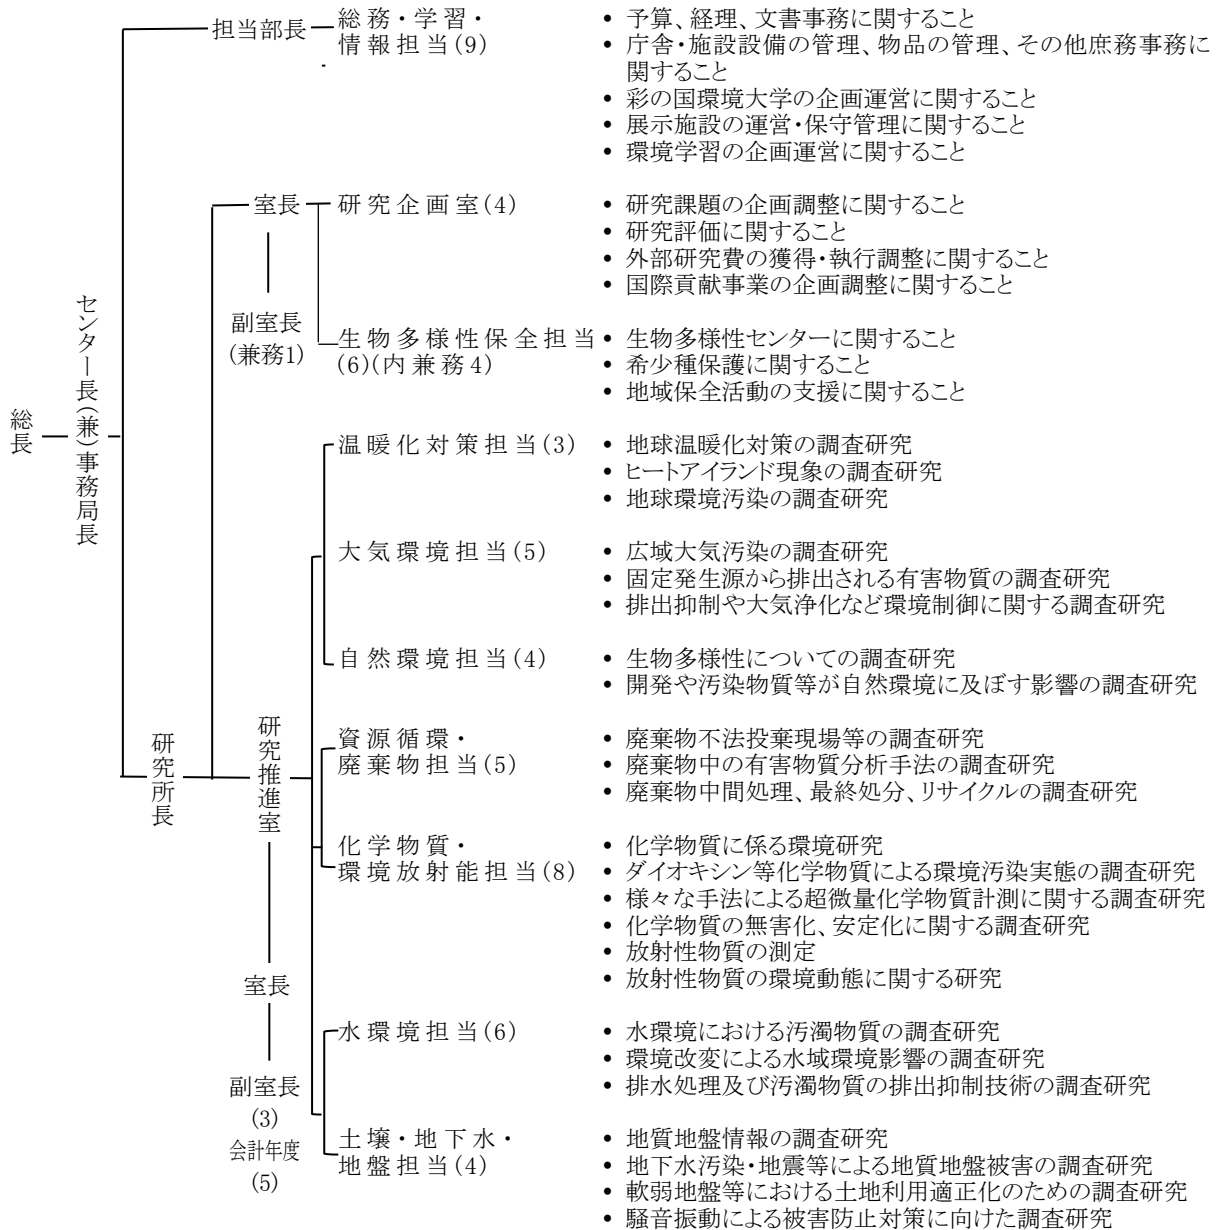 総長
センター長(兼)事務局長
担当部長
総務・学習・
情報担当(9)
• 予算、経理、文書事務に関すること
• 庁舎・施設設備の管理、物品の管理、その他庶務事務に
関すること
• 彩の国環境大学の企画運営に関すること
• 展示施設の運営・保守管理に関すること
• 環境学習の企画運営に関すること
研究所長
室長
副室長
(兼務1)
研究企画室(4)
• 研究課題の企画調整に関すること
• 研究評価に関すること
• 外部研究費の獲得・執行調整に関すること
• 国際貢献事業の企画調整に関すること
生物多様性保全担当
(6)(内兼務4)
• 生物多様性センターに関すること
• 希少種保護に関すること
• 地域保全活動の支援に関すること
研究推進室
室長
副室長
(3)
会計年度
(5)
温暖化対策担当(3)
• 地球温暖化対策の調査研究
• ヒートアイランド現象の調査研究
• 地球環境汚染の調査研究
大気環境担当(5)
• 広域大気汚染の調査研究
• 固定発生源から排出される有害物質の調査研究
• 排出抑制や大気浄化など環境制御に関する調査研究
自然環境担当(4)
• 生物多様性についての調査研究
• 開発や汚染物質等が自然環境に及ぼす影響の調査研究
資源循環・
廃棄物担当(5)
• 廃棄物不法投棄現場等の調査研究
• 廃棄物中の有害物質分析手法の調査研究
• 廃棄物中間処理、最終処分、リサイクルの調査研究
化学物質・
環境放射能担当(8)
• 化学物質に係る環境研究
• ダイオキシン等化学物質による環境汚染実態の調査研究
• 様々な手法による超微量化学物質計測に関する調査研究
• 化学物質の無害化、安定化に関する調査研究
• 放射性物質の測定
• 放射性物質の環境動態に関する研究
水環境担当(6)
• 水環境における汚濁物質の調査研究
• 環境改変による水域環境影響の調査研究
• 排水処理及び汚濁物質の排出抑制技術の調査研究
土壌・地下水・
地盤担当(4)
• 地質地盤情報の調査研究
• 地下水汚染・地震等による地質地盤被害の調査研究
• 軟弱地盤等における土地利用適正化のための調査研究
• 騒音振動による被害防止対策に向けた調査研究